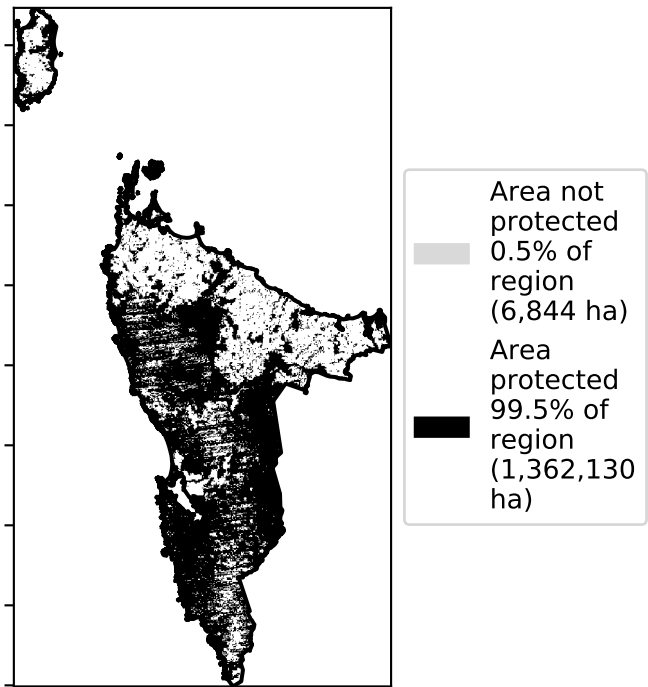 Area not
protected
0.5% of
region
(6,844 ha)
Area
protected
99.5% of
region
(1,362,130
ha)